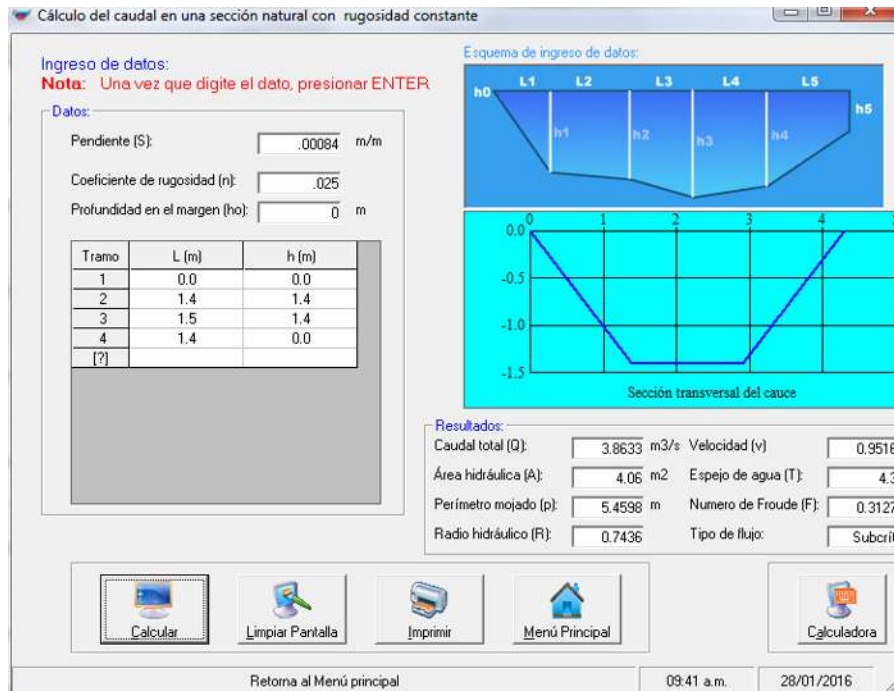 Cálculo del caudal en una sección natural con rugosidad constante
Ingreso de datos:
Nota: Una vez que digite el dato, presionar ENTER
Datos:
Pendiente (S): .00084 m/m
Coeficiente de rugosidad (n): .025
Profundidad en el margen (ho): 0 m
Tramo L (m) h (m)
1 0.0 0.0
2 1.4 1.4
3 1.5 1.4
4 1.4 0.0
[?]
Esquema de ingreso de datos:
L1 L2 L3 L4 L5
h0 h5
h1 h2 h3 h4
0 1 2 3 4
0.0
-0.5
-1.0
-1.5
Sección transversal del cauce
Resultados:
Caudal total (Q): 3.8633 m3/s Velocidad (v) 0.9516
Área hidráulica (A): 4.06 m2 Espejo de agua (T): 4.3
Perímetro mojado (p): 5.4598 m Numero de Froude (F): 0.3127
Radio hidráulico (R): 0.7436 Tipo de flujo: Subcrí
Calcular Limpiar Pantalla Imprimir Menú Principal Calculadora
Retorna al Menú principal 09:41 a.m. 28/01/2016